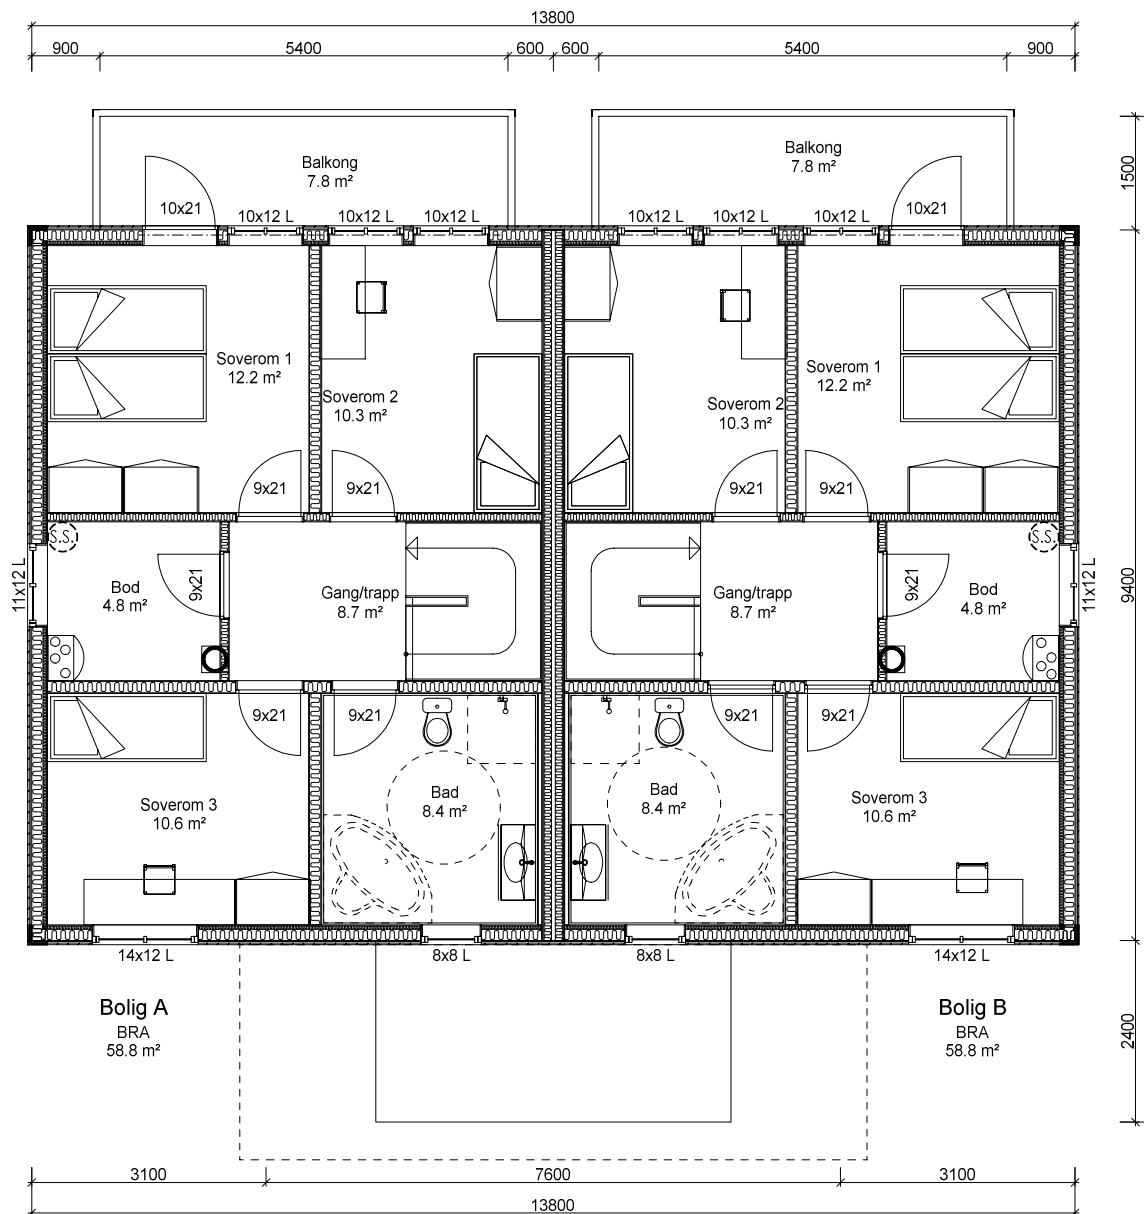 13800
900 5400 600 600 5400 900
Balkong
7.8 m²
Balkong
7.8 m²
1500
10x21
10x21
10x12 L 10x12 L 10x12 L 10x12 L 10x12 L 10x12 L
Soverom 1
12.2 m²
Soverom 2
10.3 m²
Soverom 2
10.3 m²
Soverom 1
12.2 m²
9x21 9x21 9x21 9x21
S.S. S.S.
11x12 L
Bod
4.8 m²
9x21
Gang/trapp
8.7 m²
Gang/trapp
8.7 m²
9x21
Bod
4.8 m²
11x12 L
9400
9x21 9x21 9x21 9x21
Soverom 3
10.6 m²
Bad
8.4 m²
Bad
8.4 m²
Soverom 3
10.6 m²
14x12 L 8x8 L 8x8 L 14x12 L
Bolig A
BRA
58.8 m²
Bolig B
BRA
58.8 m²
2400
3100 7600 3100
13800